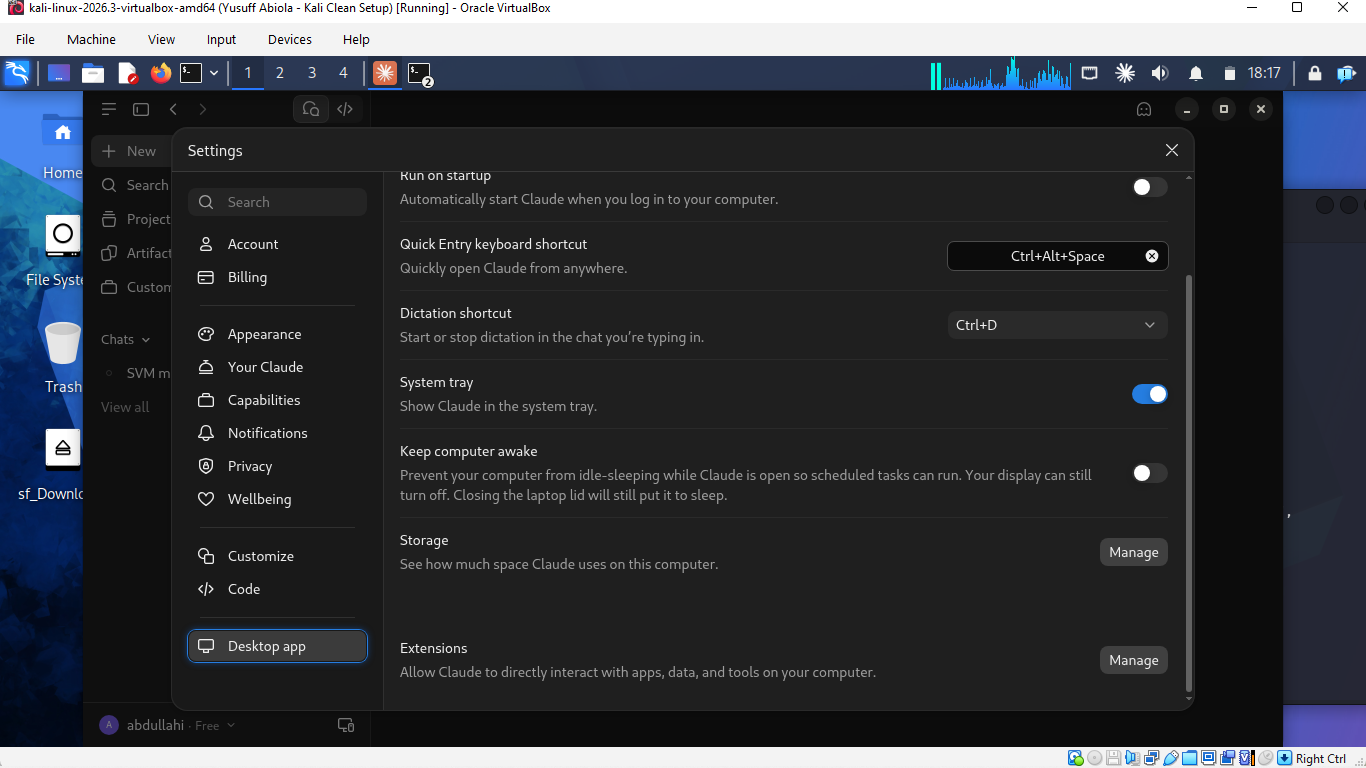 kali-linux-2026.3-virtualbox-amd64 (Yusuff Abiola - Kali Clean Setup) [Running] - Oracle VirtualBox
File Machine View Input Devices Help
1 2 3 4 2 18:17
Home
File Syste
Trash
sf_Downlo
New
Search
Project
Artifact
Custom
Chats
SVM m
View all
abdullahi · Free
A
Settings
Search
Account
Billing
Appearance
Your Claude
Capabilities
Notifications
Privacy
Wellbeing
Customize
Code
Desktop app
Run on startup
Automatically start Claude when you log in to your computer.
Quick Entry keyboard shortcut
Quickly open Claude from anywhere.
Ctrl+Alt+Space
Dictation shortcut
Start or stop dictation in the chat you're typing in.
Ctrl+D
System tray
Show Claude in the system tray.
Keep computer awake
Prevent your computer from idle-sleeping while Claude is open so scheduled tasks can run. Your display can still
turn off. Closing the laptop lid will still put it to sleep.
Storage
See how much space Claude uses on this computer.
Manage
Extensions
Allow Claude to directly interact with apps, data, and tools on your computer.
Manage
Right Ctrl